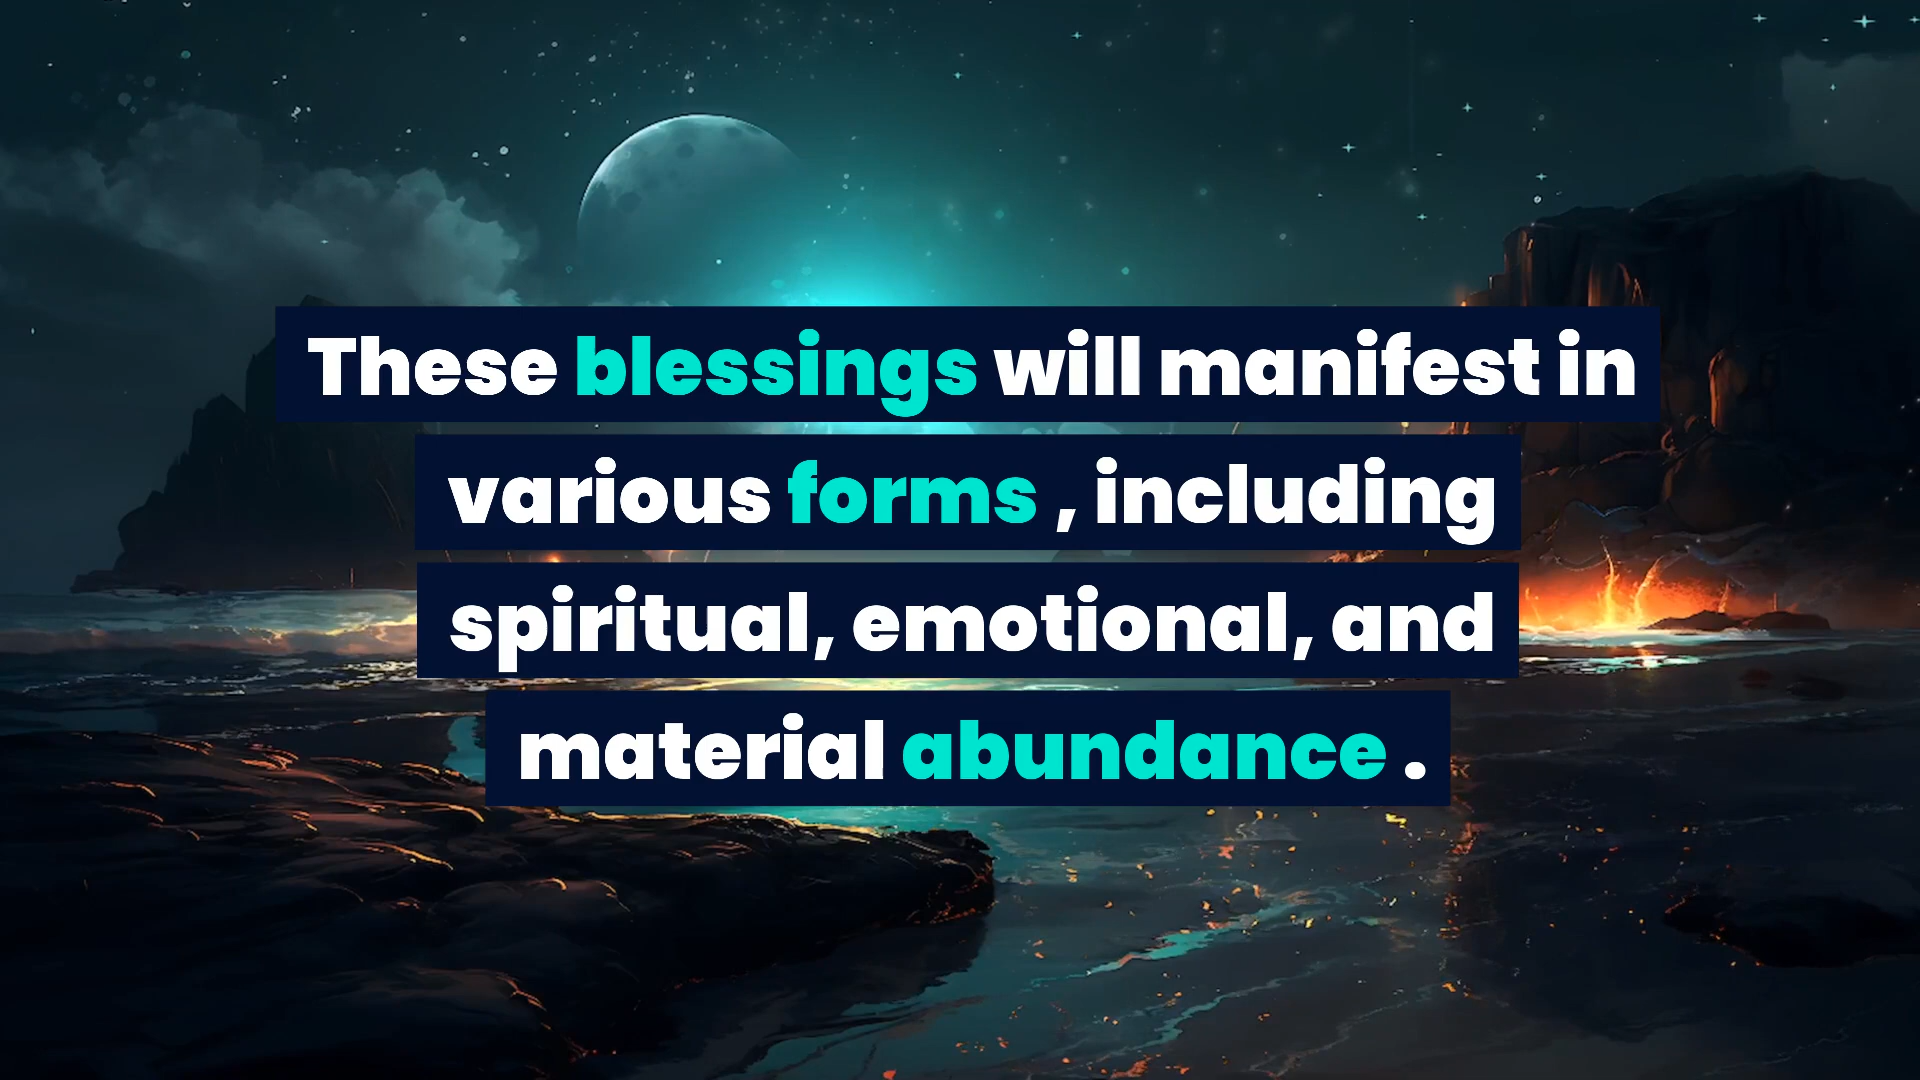 These blessings will manifest in
various forms , including
spiritual, emotional, and
material abundance .